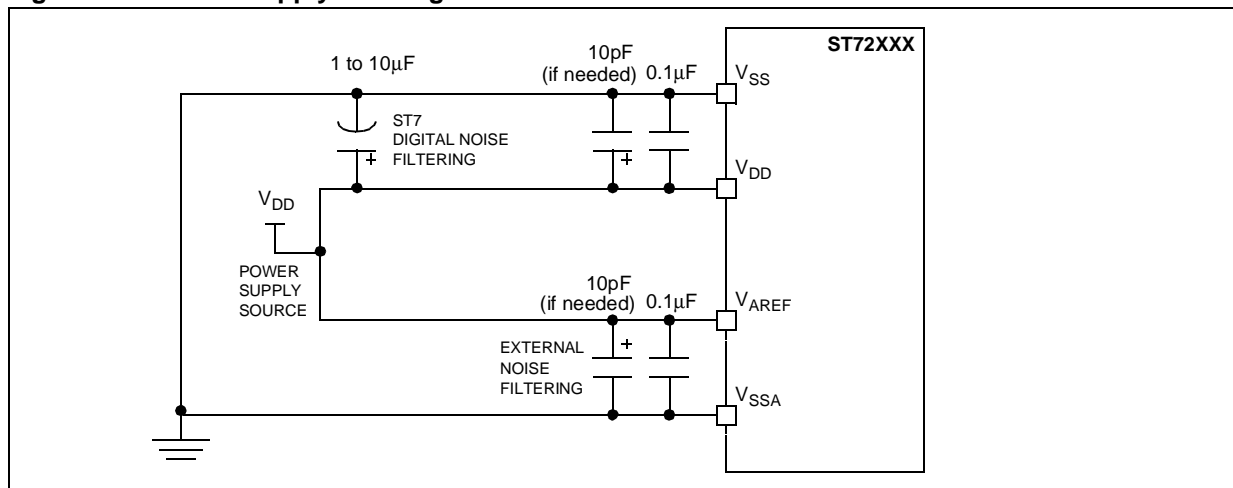 ST72XXX
10pF
(if needed) 0.1μF
1 to 10μF
VSS
ST7
DIGITAL NOISE
+ FILTERING
+
VDD
VDD
POWER
SUPPLY
SOURCE
10pF
(if needed) 0.1μF
VAREF
EXTERNAL +
NOISE
FILTERING
VSSA